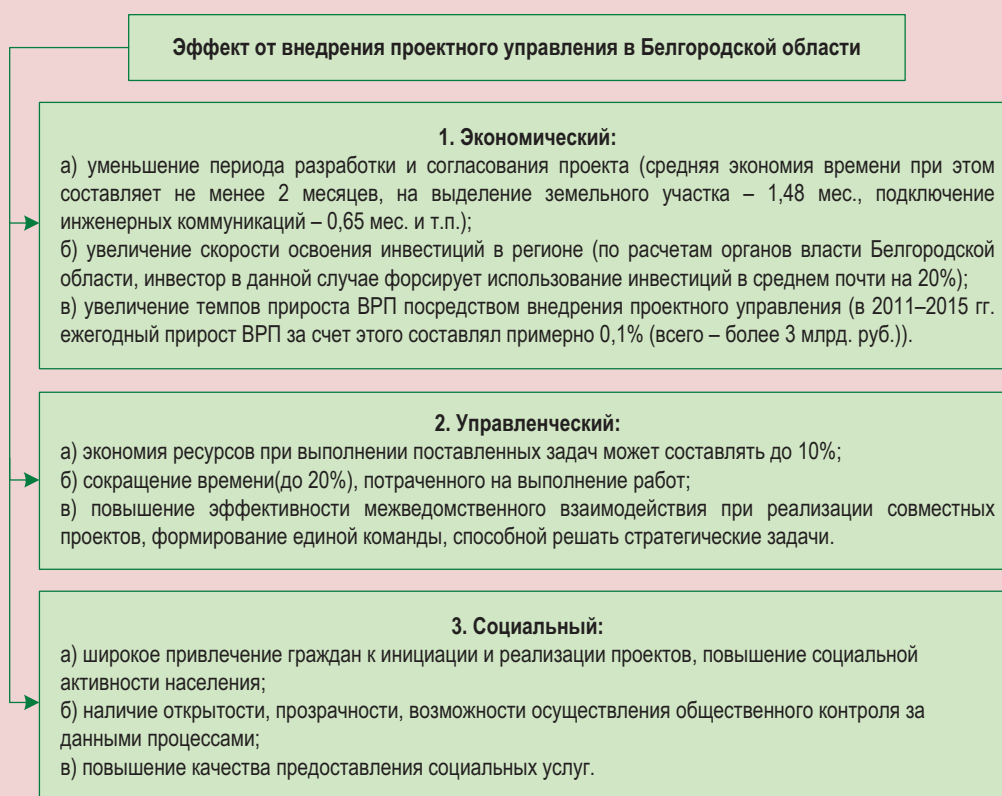 Эффект от внедрения проектного управления в Белгородской области
1. Экономический:
а) уменьшение периода разработки и согласования проекта (средняя экономия времени при этом
составляет не менее 2 месяцев, на выделение земельного участка – 1,48 мес., подключение
инженерных коммуникаций – 0,65 мес. и т.п.);
б) увеличение скорости освоения инвестиций в регионе (по расчетам органов власти Белгородской
области, инвестор в данной случае форсирует использование инвестиций в среднем почти на 20%);
в) увеличение темпов прироста ВРП посредством внедрения проектного управления (в 2011–2015 гг.
ежегодный прирост ВРП за счет этого составлял примерно 0,1% (всего – более 3 млрд. руб.)).
2. Управленческий:
а) экономия ресурсов при выполнении поставленных задач может составлять до 10%;
б) сокращение времени(до 20%), потраченного на выполнение работ;
в) повышение эффективности межведомственного взаимодействия при реализации совместных
проектов, формирование единой команды, способной решать стратегические задачи.
3. Социальный:
а) широкое привлечение граждан к инициации и реализации проектов, повышение социальной
активности населения;
б) наличие открытости, прозрачности, возможности осуществления общественного контроля за
данными процессами;
в) повышение качества предоставления социальных услуг.